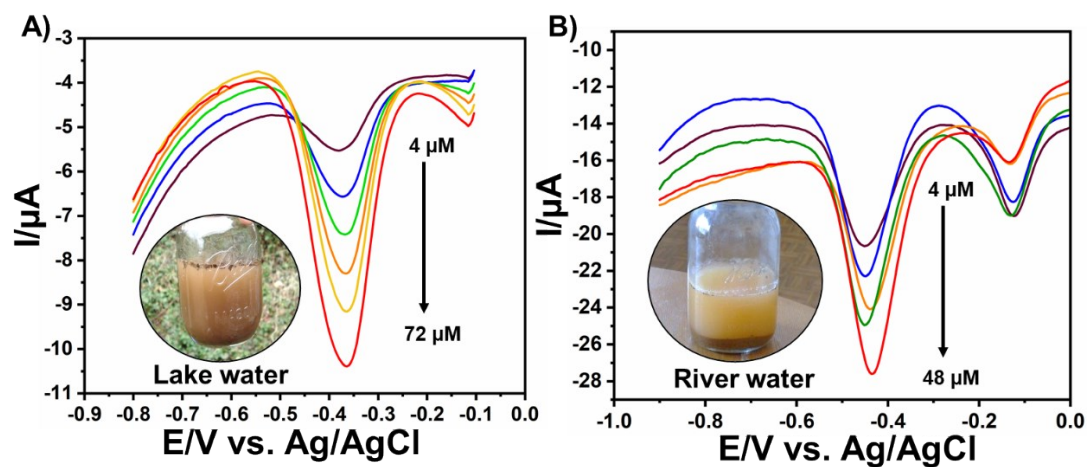 A)
-3
-4
-5
-6
-7
-8
-9
-10
-11
I/µA
4 µM
72 µM
Lake water
-0.9 -0.8 -0.7 -0.6 -0.5 -0.4 -0.3 -0.2 -0.1 0.0
E/V vs. Ag/AgCl
B)
-10
-12
-14
-16
-18
-20
-22
-24
-26
-28
I/µA
4 µM
48 µM
River water
-1.0 -0.8 -0.6 -0.4 -0.2 0.0
E/V vs. Ag/AgCl